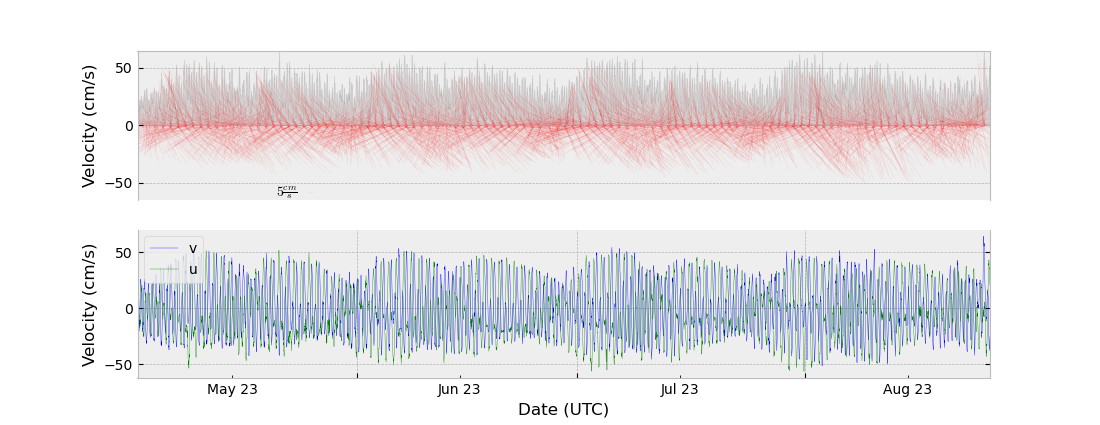 Velocity (cm/s)
50
0
−50
5 cm/s
Velocity (cm/s)
50
0
−50
v
u
May 23
Jun 23
Jul 23
Aug 23
Date (UTC)